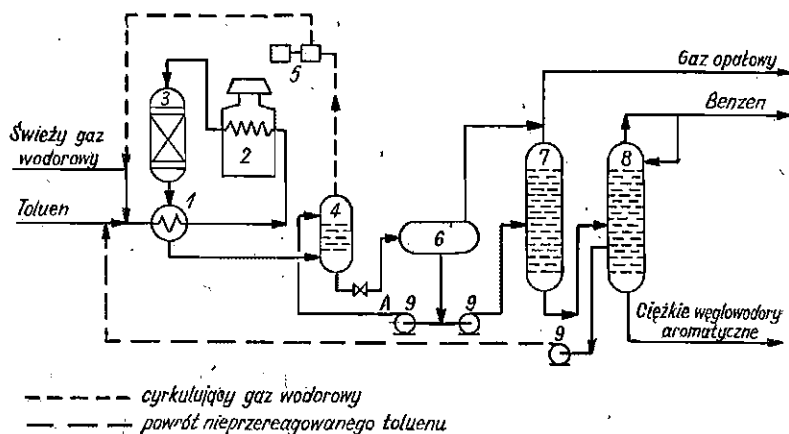 Gaz opałowy
Benzen
5
3
Świeży gaz
wodorowy
2
7
8
Toluen
1
4
6
A
9
9
9
Ciężkie węglowodory
aromatyczne
cyrkulujący gaz wodorowy
powrót nieprzereagowanego toluenu